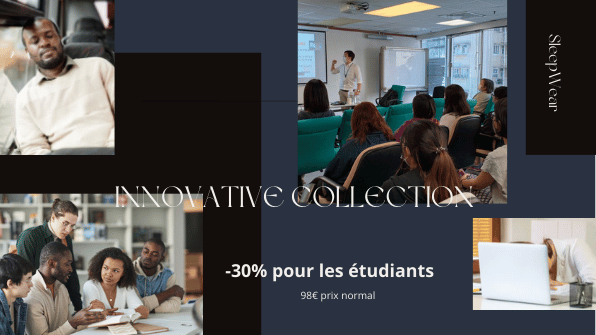 SleepWear
INNOVATIVE COLLECTION
-30% pour les étudiants
98€ prix normal